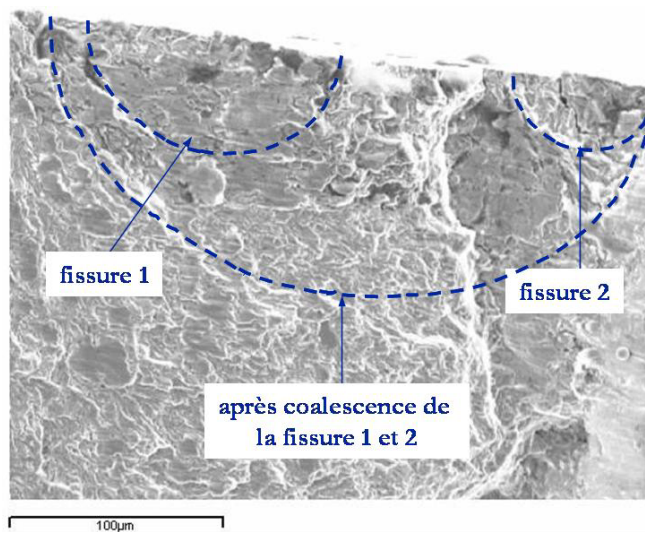 fissure 1
fissure 2
après coalescence de
la fissure 1 et 2
100µm